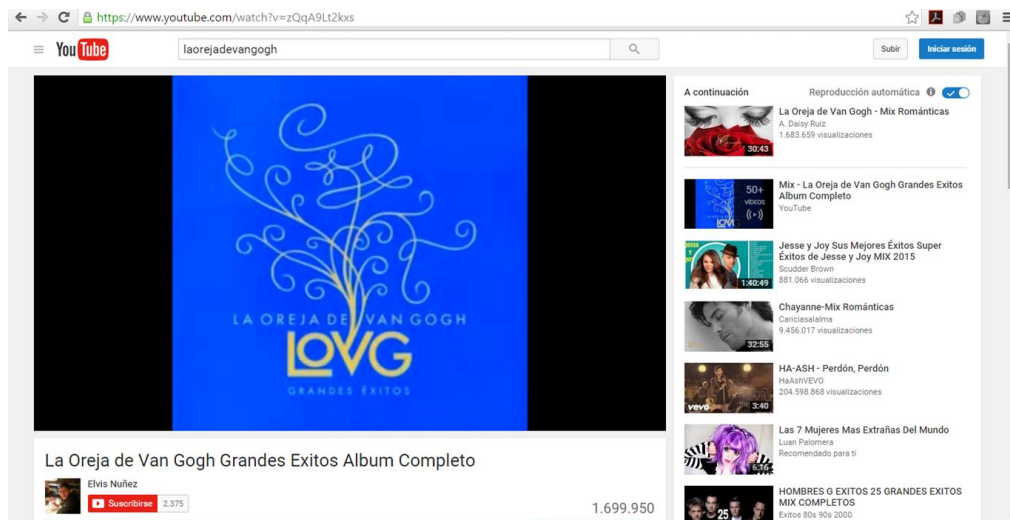 https://www.youtube.com/watch?v=zQqA9Lt2kxs
YouTube
laorejadevangogh
Subir
Iniciar sesión
LA OREJA DE VAN GOGH
LOVG
GRANDES ÉXITOS
La Oreja de Van Gogh Grandes Exitos Album Completo
Elvis Nuñez
Suscribirse 2.375
1.699.950
A continuación
Reproducción automática
La Oreja de Van Gogh - Mix Románticas
A. Daisy Ruiz
1.683.659 visualizaciones
30:43
Mix - La Oreja de Van Gogh Grandes Exitos
Album Completo
YouTube
50+
VIDEOS
LOVG
Jesse y Joy Sus Mejores Éxitos Super
Éxitos de Jesse y Joy MIX 2015
Scudder Brown
881.066 visualizaciones
1:40:49
Chayanne-Mix Románticas
Cariciasalalma
9.456.017 visualizaciones
32:55
HA-ASH - Perdón, Perdón
HaAshVEVO
204.598.868 visualizaciones
vevo
3:40
Las 7 Mujeres Mas Extrañas Del Mundo
Luan Palomera
Recomendado para ti
6:16
HOMBRES G EXITOS 25 GRANDES EXITOS
MIX COMPLETOS
Exitos 80s 90s 2000
25